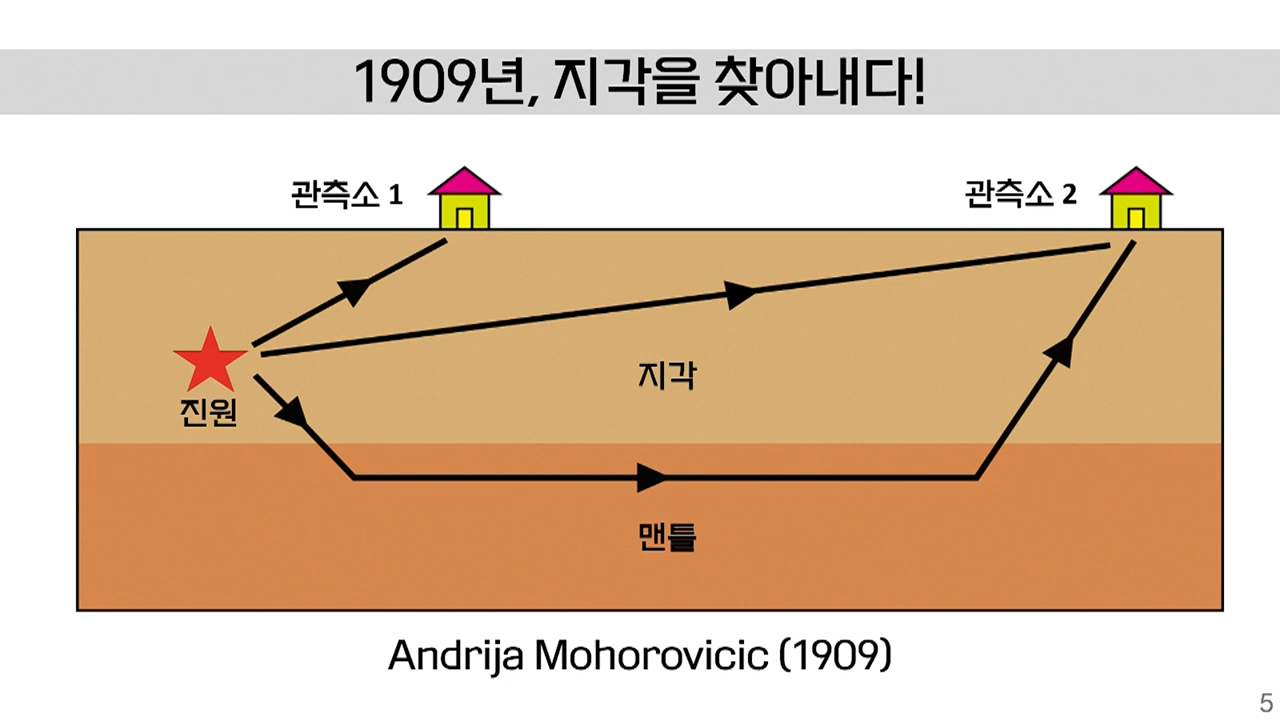 1909년, 지각을 찾아내다!
관측소 1
관측소 2
진원
지각
맨틀
Andrija Mohorovicic (1909)
5